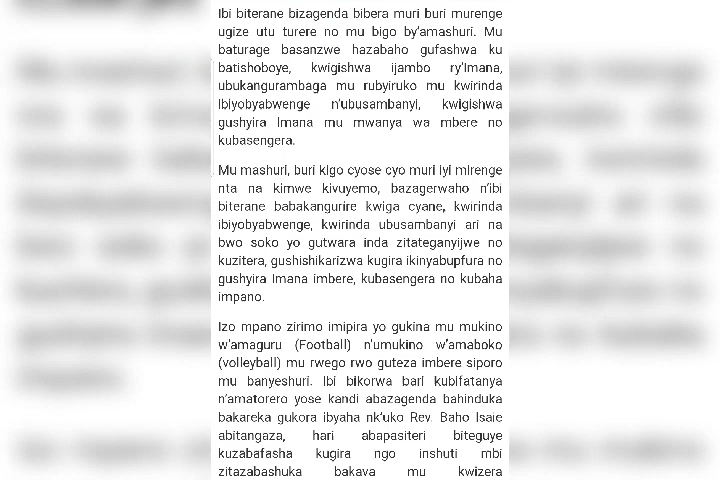 Ibi biterane bizagenda bibera muri buri murenge
ugize utu turere no mu bigo by'amashuri. Mu
baturage basanzwe hazabaho gufashwa ku
batishoboye, kwigishwa ijambo ry'Imana,
ubukangurambaga mu rubyiruko mu kwirinda
Ibiyobyabwenge n'ubusambanyi, kwigishwa
gushyira Imana mu mwanya wa mbere no
kubasengera.
Mu mashuri, buri kigo cyose cyo muri iyi mirenge
nta na kimwe kivuyemo, bazagerwaho n'ibi
biterane babakangurire kwiga cyane, kwirinda
ibiyobyabwenge, kwirinda ubusambanyi ari na
bwo soko yo gutwara inda zitateganyijwe no
kuzitera, gushishikarizwa kugira ikinyabupfura no
gushyira Imana imbere, kubasengera no kubaha
impano.
Izo mpano zirimo imipira yo gukina mu mukino
w'amaguru (Football) n'umukino w'amaboko
(volleyball) mu rwego rwo guteza imbere siporo
mu banyeshuri. Ibi bikorwa bari kubifatanya
n'amatorero yose kandi abazagenda bahinduka
bakareka gukora ibyaha nk'uko Rev. Baho Isaie
abitangaza, hari abapasiteri biteguye
kuzabafasha kugira ngo inshuti mbi
zitazabashuka bakava mu kwizera